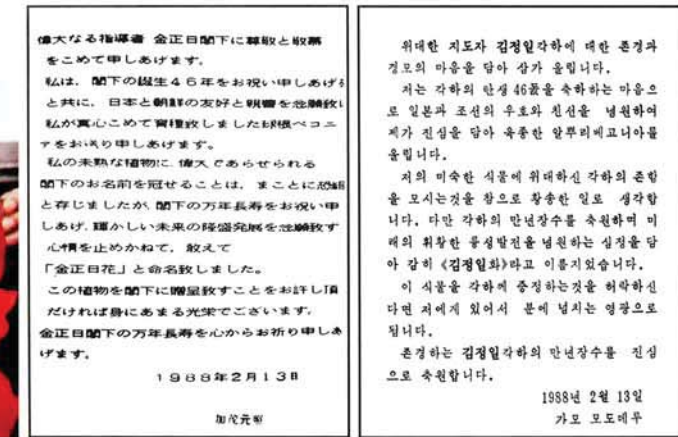 偉大なる指導者 金正日閣下に尊敬と敬慕
をこめて申しあげます。
私は、閣下の誕生46年をお祝い申しあげる
と共に、日本と朝鮮の友好と親善を念願致し
私が真心こめて育種致しました球根ベコニ
アをお送り申しあげます。
私の未熟な植物に、偉大であらせられる
閣下のお名前を冠せることは、まことに恐縮
と存じましたが、閣下の万年長寿をお祝い申
しあげ、輝かしい未来の隆盛発展を念願致す
心情を止めかねて、敢えて
「金正日花」と命名致しました。
この植物を閣下に贈呈致すことをお許し頂
だければ身にあまる光栄でございます。
金正日閣下の万年長寿を心からお祈り申しあ
げます。
1988年2月13日
加茂元照
위대한 지도자 김정일각하에 대한 존경과
경모의 마음을 담아 삼가 올립니다.
저는 각하의 탄생 46돐을 축하하는 마음으
로 일본과 조선의 우호와 친선을 념원하여
제가 진심을 담아 육종한 알뿌리베고니아를
올립니다.
저의 미숙한 식물에 위대하신 각하의 존함
을 모시는것을 참으로 황송한 일로 생각합
니다. 다만 각하의 만년장수를 축원하며 미
래의 휘황한 륭성발전을 념원하는 심정을 담
아 감히 《김정일화》라고 이름지었습니다.
이 식물을 각하께 증정하는것을 허락하신
다면 저에게 있어서 분에 넘치는 영광으로
됩니다.
존경하는 김정일각하의 만년장수를 진심
으로 축원합니다.
1988년 2월 13일
가모 모도데루